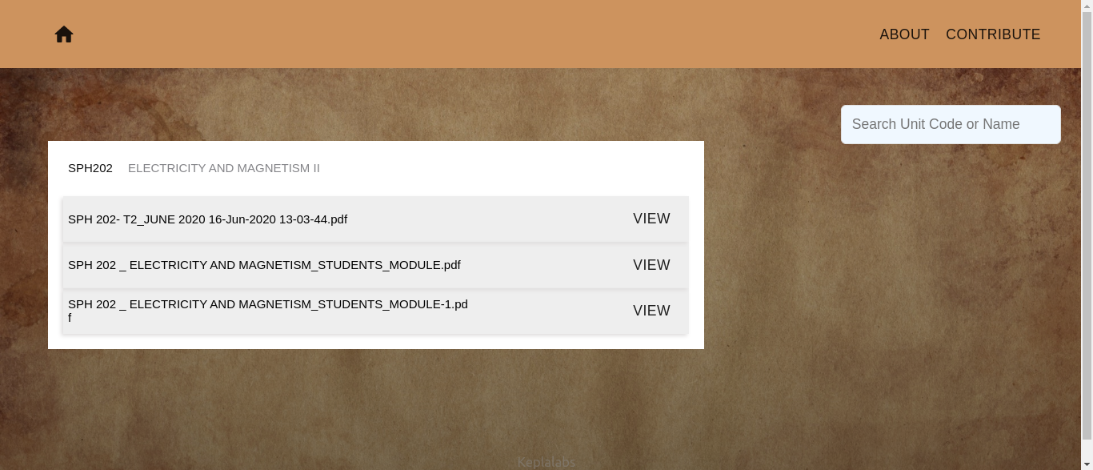 ABOUT CONTRIBUTE
Search Unit Code or Name
SPH202 ELECTRICITY AND MAGNETISM II
SPH 202- T2_JUNE 2020 16-Jun-2020 13-03-44.pdf VIEW
SPH 202 _ ELECTRICITY AND MAGNETISM_STUDENTS_MODULE.pdf VIEW
SPH 202 _ ELECTRICITY AND MAGNETISM_STUDENTS_MODULE-1.pd
f VIEW
Kepialabs